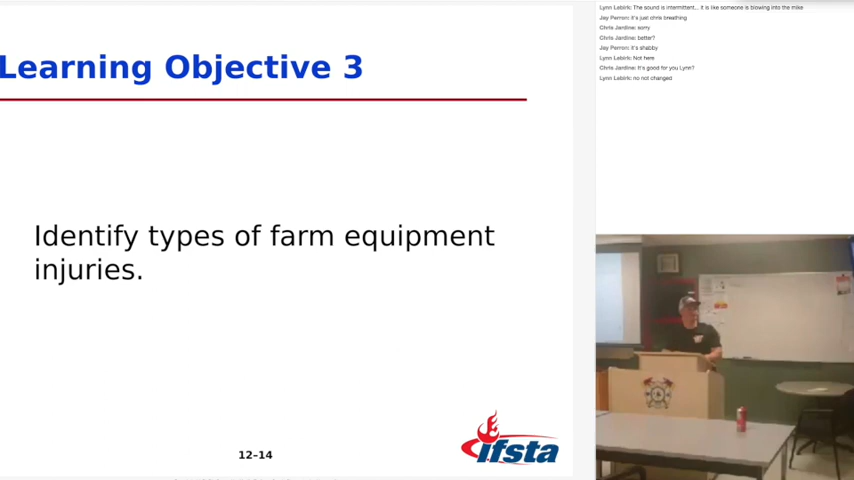 Learning Objective 3
Identify types of farm equipment
injuries.
12–14
ifsta
Lynn Labirk: The sound is intermittent... it is like someone is blowing into the mike
Jay Perron: it's just chris breathing
Chris Jardine: sorry
Chris Jardine: better?
Jay Perron: it's shabby
Lynn Labirk: Not here
Chris Jardine: It's good for you Lynn?
Lynn Labirk: no not changed